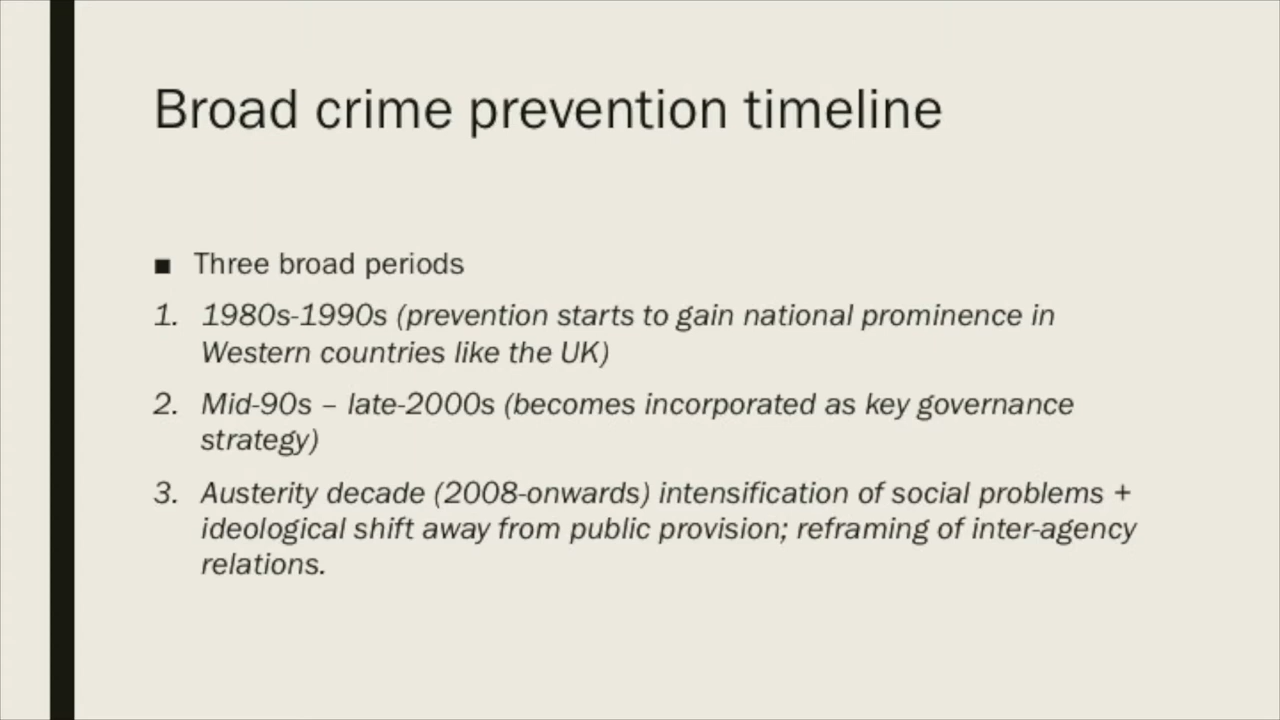 Broad crime prevention timeline
■ Three broad periods
1. 1980s-1990s (prevention starts to gain national prominence in
Western countries like the UK)
2. Mid-90s – late-2000s (becomes incorporated as key governance
strategy)
3. Austerity decade (2008-onwards) intensification of social problems +
ideological shift away from public provision; reframing of inter-agency
relations.